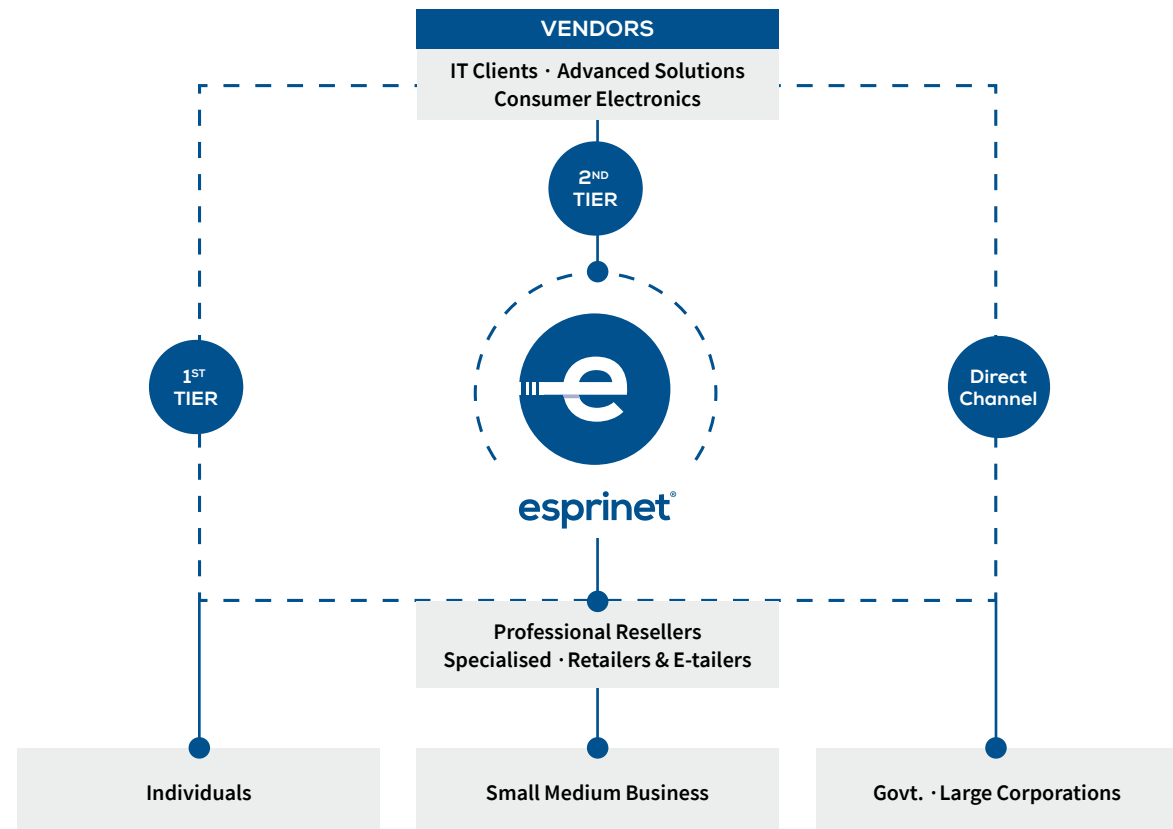 VENDORS
IT Clients · Advanced Solutions
Consumer Electronics
2ND
TIER
1ST
TIER
e
Direct
Channel
esprinet®
Professional Resellers
Specialised · Retailers & E-tailers
Individuals
Small Medium Business
Govt. · Large Corporations